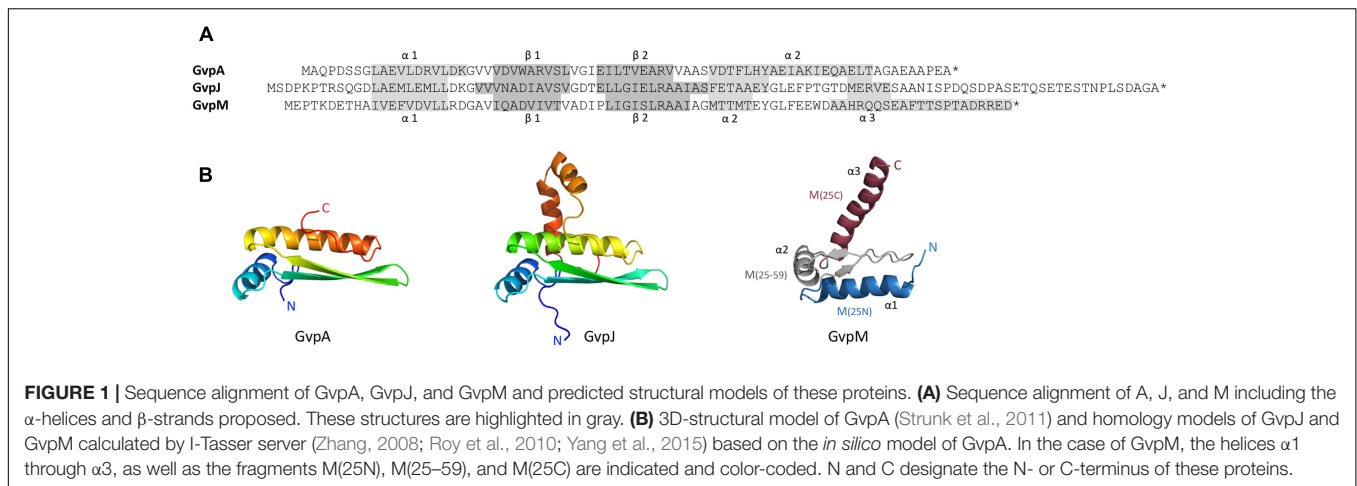 A
α 1 β 1 β 2 α 2
GvpA MAQPDSSGLAEVLDRVLDKGVVVDVWARVSLVGIEILTVEARVVAASVDTFLHYAEIAKIEQAELTAGAEAAPEA*
GvpJ MSDPKPTRSQGDLAEMLEMLLDKGVVVNADIAVSVGDTELLGIELRAAIASFETAAEYGLEFPTGTDMERVESAANISPDQSDPASETQSETESTNPLSDAGA*
GvpM MEPTKDETHAIVEFVDVLLRDGAVIQADVIVTVADIPLIGISLRAAIAGMTTMTEYGLFEEWDAAHRQQSEAFTTSPTADRRED*
α 1 β 1 β 2 α 2 α 3
B
C
N
GvpA
N
GvpJ
α3
C
M(25C)
N
α2
M(25-59)
M(25N)
α1
GvpM
FIGURE 1 | Sequence alignment of GvpA, GvpJ, and GvpM and predicted structural models of these proteins. (A) Sequence alignment of A, J, and M including the
α-helices and β-strands proposed. These structures are highlighted in gray. (B) 3D-structural model of GvpA (Strunk et al., 2011) and homology models of GvpJ and
GvpM calculated by I-Tasser server (Zhang, 2008; Roy et al., 2010; Yang et al., 2015) based on the in silico model of GvpA. In the case of GvpM, the helices α1
through α3, as well as the fragments M(25N), M(25–59), and M(25C) are indicated and color-coded. N and C designate the N- or C-terminus of these proteins.